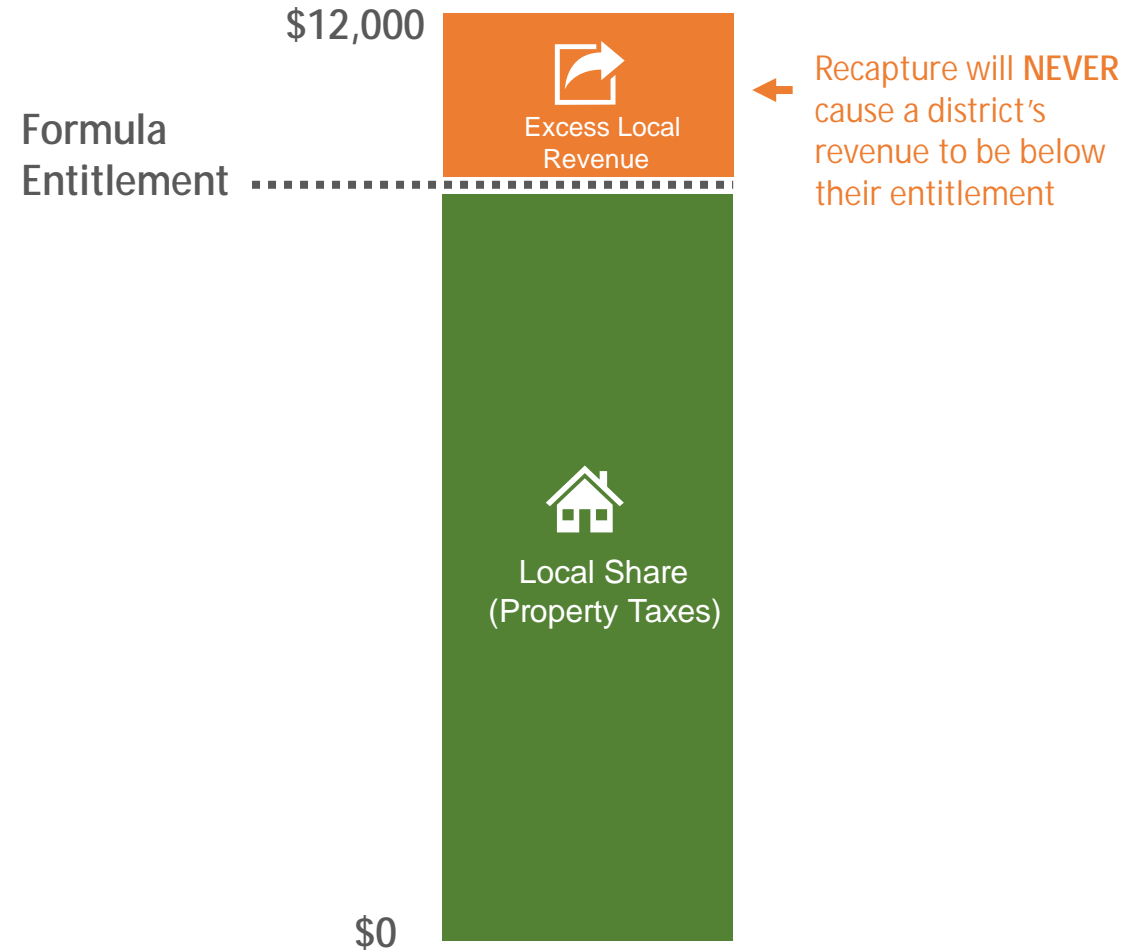 $12,000
Formula
Entitlement
Excess Local
Revenue
Recapture will NEVER
cause a district’s
revenue to be below
their entitlement
Local Share
(Property Taxes)
$0